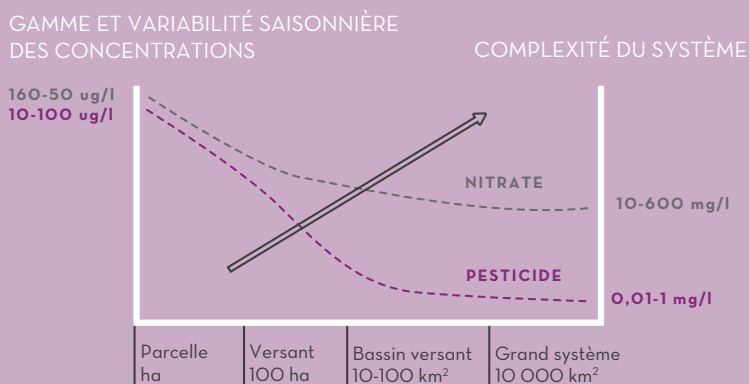 GAMME ET VARIABILITÉ SAISONNIÈRE
DES CONCENTRATIONS
COMPLEXITÉ DU SYSTÈME
160-50 ug/l
10-100 ug/l
NITRATE
10-600 mg/l
PESTICIDE
0,01-1 mg/l
Parcelle
ha
Versant
100 ha
Bassin versant
10-100 km²
Grand système
10 000 km²